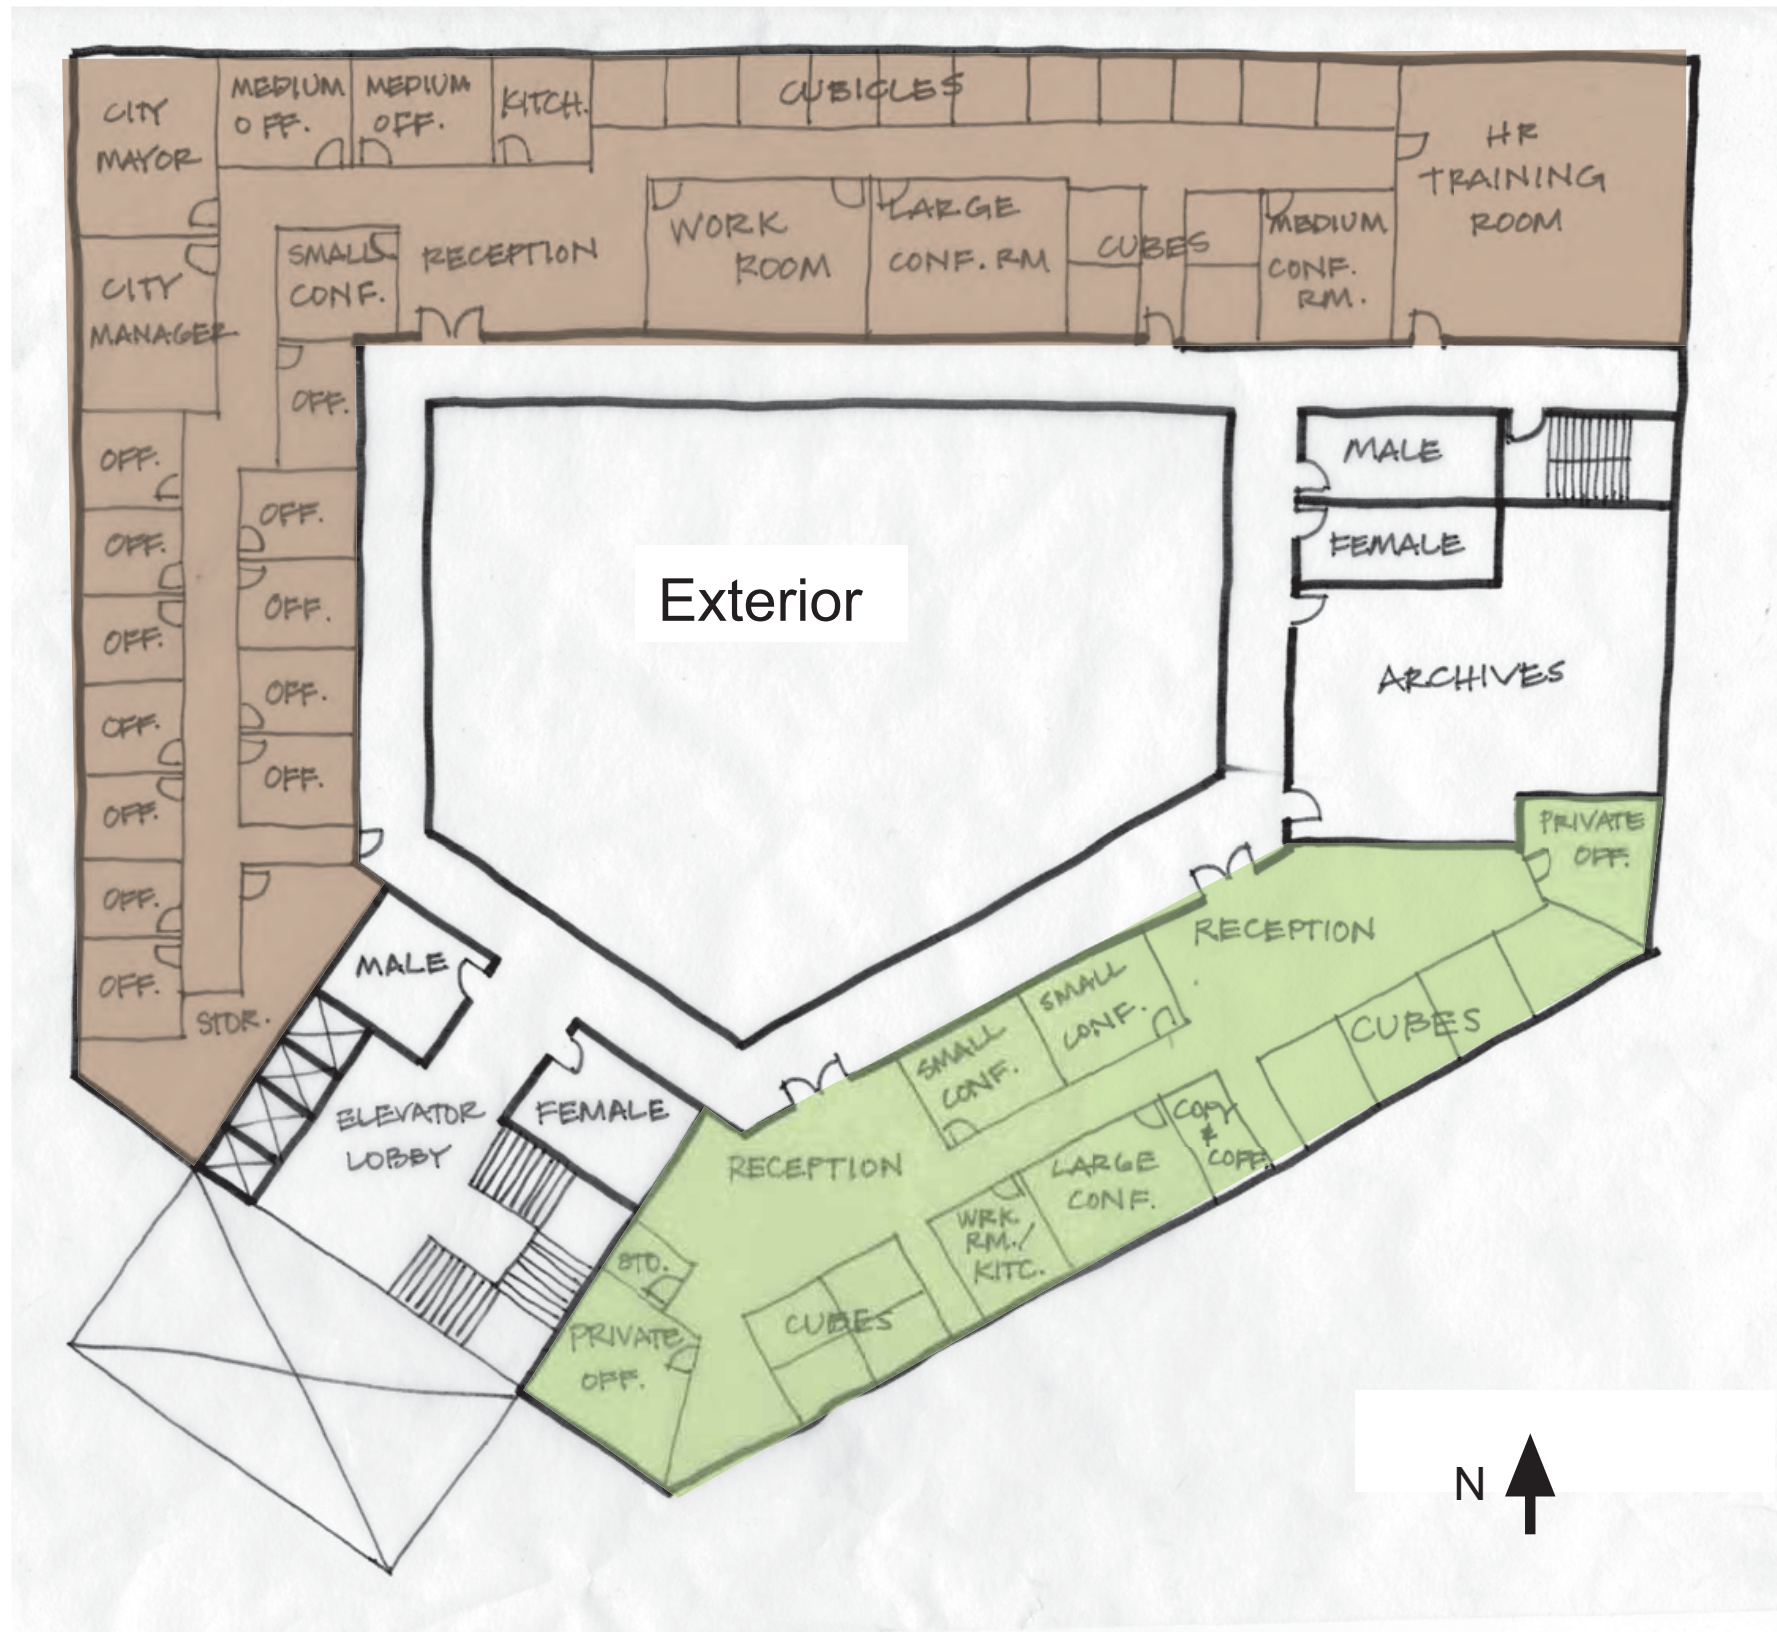 CITY
MAYOR
MEDIUM
OFF.
MEDIUM
OFF.
KITCH.
CUBICLES
HR
TRAINING
ROOM
CITY
MANAGER
SMALL
CONF.
RECEPTION
WORK
ROOM
LARGE
CONF. RM
CUBES
MEDIUM
CONF.
RM.
OFF.
OFF.
OFF.
OFF.
OFF.
OFF.
OFF.
OFF.
OFF.
OFF.
OFF.
OFF.
STOR.
Exterior
MALE
FEMALE
ARCHIVES
PRIVATE
OFF.
MALE
ELEVATOR
LOBBY
FEMALE
RECEPTION
SMALL
CONF.
SMALL
CONF.
CUBES
RECEPTION
COPY
&
COFF.
LARGE
CONF.
WRK.
RM./
KITC.
STO.
CUBES
PRIVATE
OFF.
N